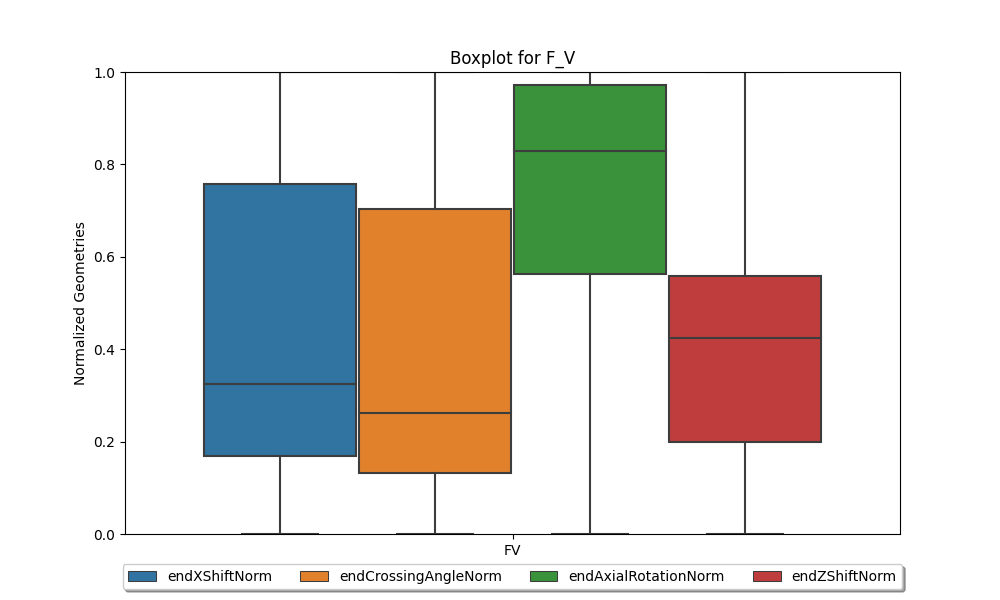 Boxplot for F_V
1.0
0.8
0.6
0.4
0.2
0.0
Normalized Geometries
FV
endXShiftNorm endCrossingAngleNorm endAxialRotationNorm endZShiftNorm